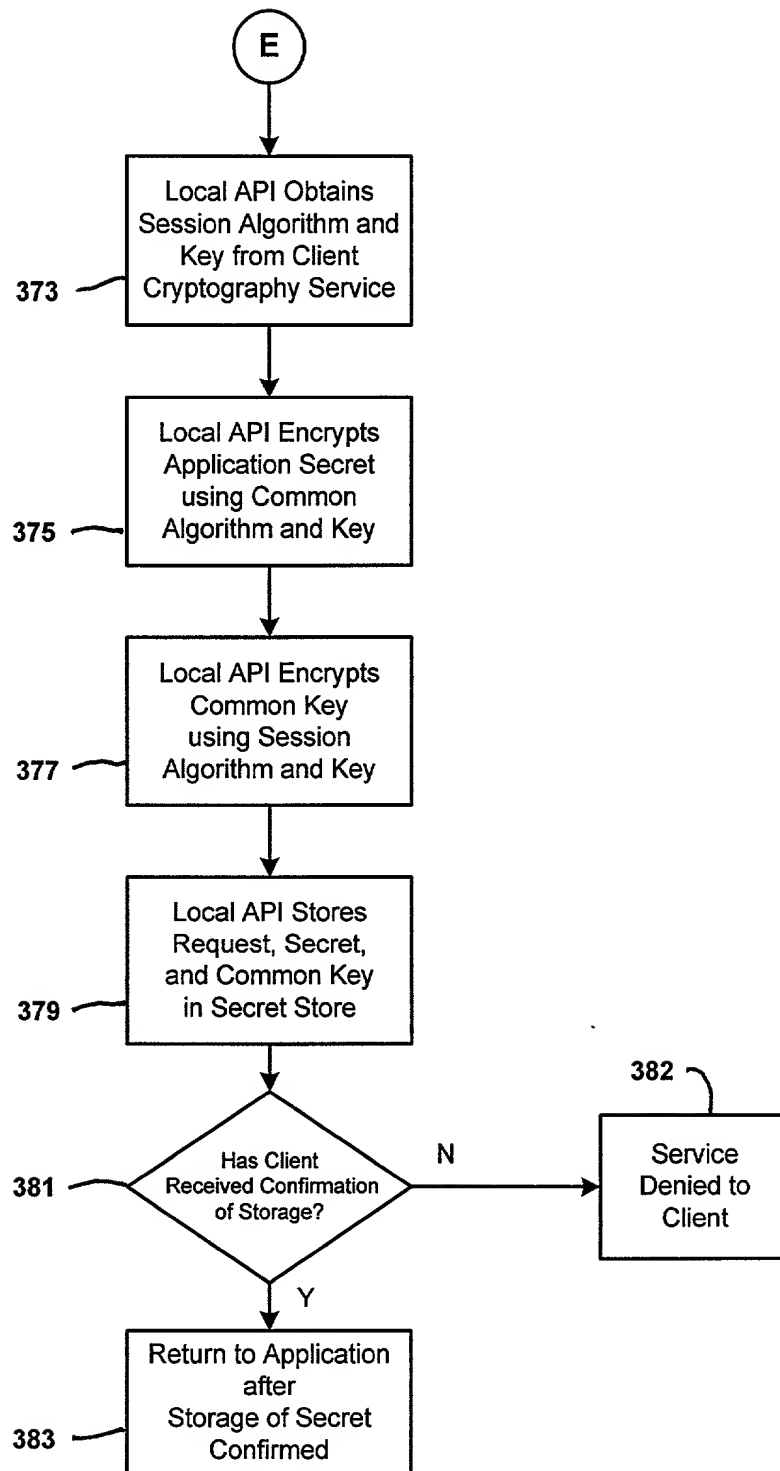 E
Local API Obtains
Session Algorithm and
Key from Client
Cryptography Service
373
Local API Encrypts
Application Secret
using Common
Algorithm and Key
375
Local API Encrypts
Common Key
using Session
Algorithm and Key
377
Local API Stores
Request, Secret,
and Common Key
in Secret Store
379
382
Has Client
Received Confirmation
of Storage?
381
N
Service
Denied to
Client
Y
Return to Application
after
Storage of Secret
Confirmed
383